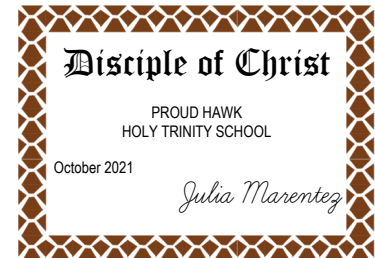 Disciple of Christ
PROUD HAWK
HOLY TRINITY SCHOOL
October 2021
Julia Marentez